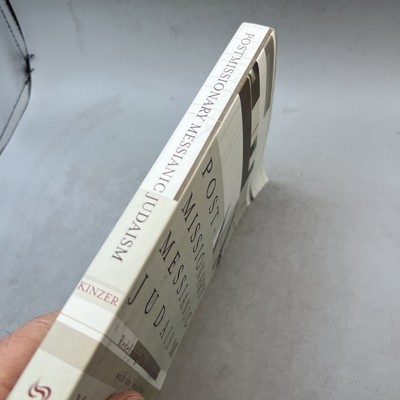 POSTMISSIONARY MESSIANIC JUDAISM
KINZER
POST-
MISSIONARY
MESSIANIC
JUDAISM